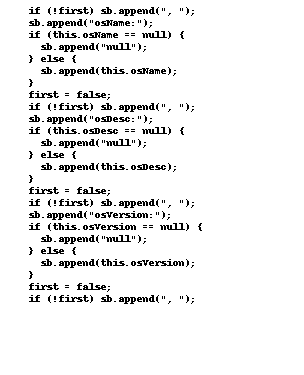 if (!first) sb.append(", ");
sb.append("osName:");
if (this.osName == null) {
sb.append("null");
} else {
sb.append(this.osName);
}
first = false;
if (!first) sb.append(", ");
sb.append("osDesc:");
if (this.osDesc == null) {
sb.append("null");
} else {
sb.append(this.osDesc);
}
first = false;
if (!first) sb.append(", ");
sb.append("osVersion:");
if (this.osVersion == null) {
sb.append("null");
} else {
sb.append(this.osVersion);
}
first = false;
if (!first) sb.append(", ");